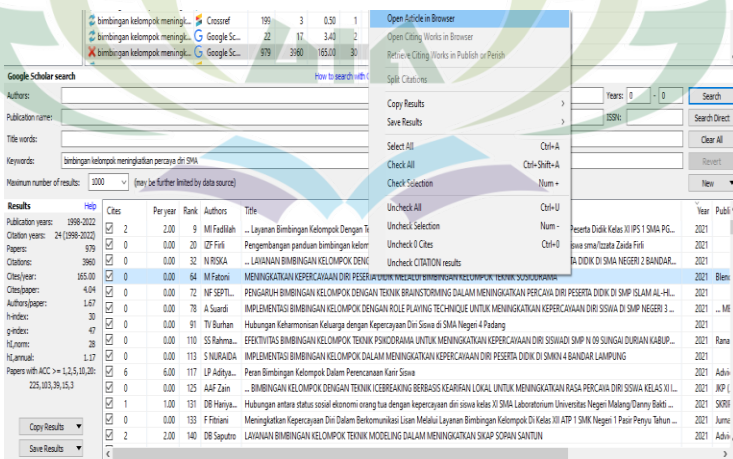 bimbingan kelompok meningk... Crossref 199 3 0.50 1
bimbingan kelompok meningk... Google Sc... 22 17 3.40 2
bimbingan kelompok meningk... Google Sc... 979 3960 165.00 30
Open Article in Browser
Open Citing Works in Browser
Retrieve Citing Works in Publish or Perish
Split Citations
Copy Results
Save Results
Select All Ctrl+A
Check All Ctrl+Shift+A
Check Selection Num +
Uncheck All Ctrl+U
Uncheck Selection Num -
Uncheck 0 Cites Ctrl+0
Uncheck CITATION results
Google Scholar search How to search with
Authors: Years: 0 - 0 Search
Publication name: ISSN: Search Direct
Title words: Clear All
Keywords: bimbingan kelompok meningkatkan percaya diri SMA Revert
Maximum number of results: 1000 (may be further limited by data source) New
Results Help
Publication years: 1998-2022
Citation years: 24 (1998-2022)
Papers: 979
Citations: 3960
Cites/year: 165.00
Cites/paper: 4.04
Authors/paper: 1.67
h-index: 30
g-index: 47
hI,norm: 28
hI,annual: 1.17
Papers with ACC >= 1,2,5,10,20:
225,103,39,15,3
Copy Results
Save Results
Cites Per year Rank Authors Title Year Publi
2 2.00 9 MI Fadlilah ... Layanan Bimbingan Kelompok Dengan Te Peserta Didik Kelas XI IPS 1 SMA PG... 2021
0 0.00 20 IZF Firli Pengembangan panduan bimbingan kelom siswa sma/Izzata Zaida Firli 2021
0 0.00 32 N RISKA ... LAYANAN BIMBINGAN KELOMPOK DENG TA DIDIK DI SMA NEGERI 2 BANDAR... 2021
0 0.00 64 M Fatoni MENINGKATKAN KEPERCAYAAN DIRI PESERTA DIDIK MELALUI BIMBINGAN KELOMPOK TEKNIK SOSIODRAMA 2021 Blend
0 0.00 72 NF SEPTI... PENGARUH BIMBINGAN KELOMPOK DENGAN TEKNIK BRAINSTORMING DALAM MENINGKATKAN PERCAYA DIRI PESERTA DIDIK DI SMP ISLAM AL-HI... 2021
0 0.00 78 A Suardi IMPLEMENTASI BIMBINGAN KELOMPOK DENGAN ROLE PLAYING TECHNIQUE UNTUK MENINGKATKAN KEPERCAYAAN DIRI SISWA DI SMP NEGERI 3 ... 2021 ... ME
0 0.00 91 TV Burhan Hubungan Keharmonisan Keluarga dengan Kepercayaan Diri Siswa di SMA Negeri 4 Padang 2021
0 0.00 110 SS Rahma... EFEKTIVITAS BIMBINGAN KELOMPOK TEKNIK PSIKODRAMA UNTUK MENINGKATKAN KEPERCAYAAN DIRI SISWADI SMP N 09 SUNGAI DURIAN KABUP... 2021 Rana
0 0.00 113 S NURAIDA IMPLEMENTASI BIMBINGAN KELOMPOK DALAM MENINGKATKAN KEPERCAYAAN DIRI PESERTA DIDIK DI SMKN 4 BANDAR LAMPUNG 2021
6 6.00 117 LP Aditya... Peran Bimbingan Kelompok Dalam Perencanaan Karir Siswa 2021
0 0.00 125 AAF Zain ... BIMBINGAN KELOMPOK DENGAN TEKNIK ICEBREAKING BERBASIS KEARIFAN LOKAL UNTUK MENINGKATKAN RASA PERCAYA DIRI SISWA KELAS XI I... 2021 JKP (
1 1.00 131 DB Hariya... Hubungan antara status sosial ekonomi orang tua dengan kepercayaan diri siswa kelas XI SMA Laboratorium Universitas Negeri Malang/Danny Bakti ... 2021 SKRIP
0 0.00 133 F Fitriani Meningkatkan Kepercayaan Diri Dalam Berkomunikasi Lisan Melalui Layanan Bimbingan Kelompok Di Kelas XII ATP 1 SMK Negeri 1 Pasir Penyu Tahun ... 2021 Jurna
2 2.00 140 DB Saputro LAYANAN BIMBINGAN KELOMPOK TEKNIK MODELING DALAM MENINGKATKAN SIKAP SOPAN SANTUN 2021